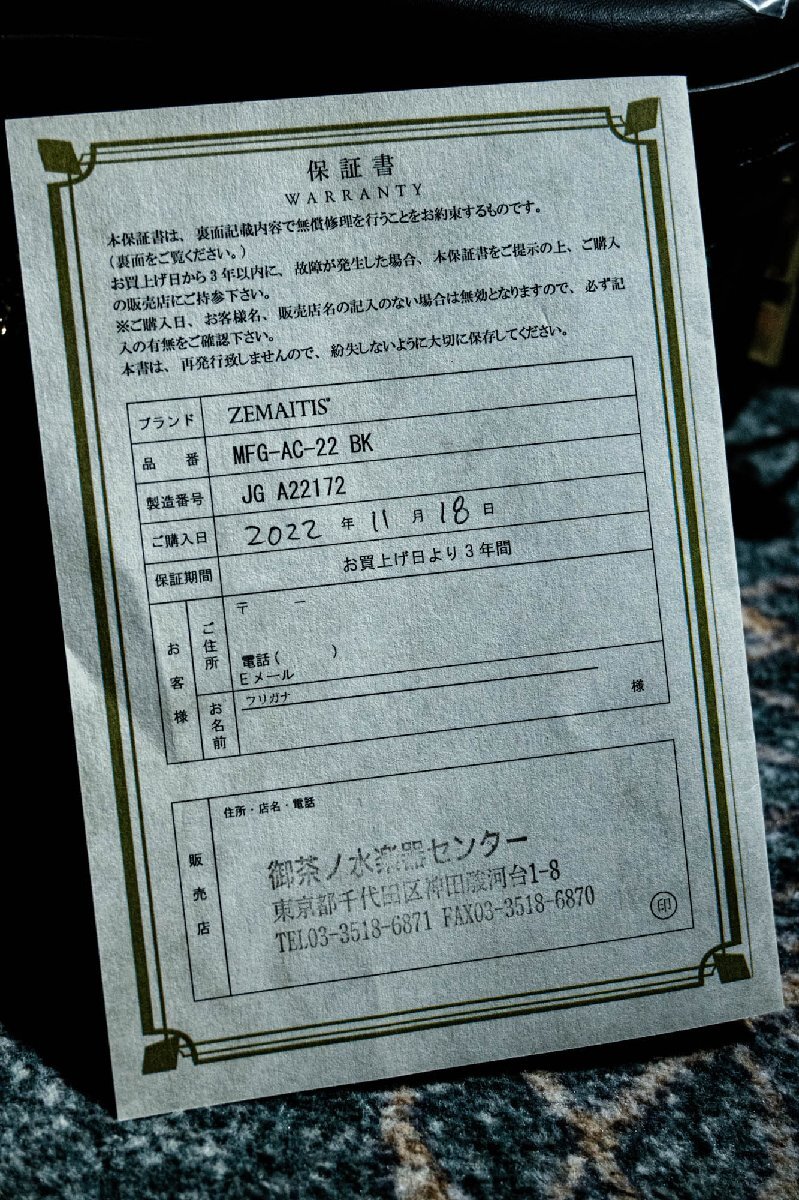 保証書
WARRANTY
本保証書は、裏面記載内容で無償修理を行うことをお約束するものです。
(裏面をご覧ください。)
お買上げ日から3年以内に、故障が発生した場合、本保証書をご提示の上、ご購入
の販売店にご持参下さい。
※ご購入日、お客様名、販売店名の記入のない場合は無効となりますので、必ず記
入の有無をご確認下さい。
本書は、再発行致しませんので、紛失しないように大切に保存してください。
ブランド ZEMAITIS®
品番 MFG-AC-22 BK
製造番号 JG A22172
ご購入日 2022 年 11 月 18 日
保証期間 お買上げ日より3年間
お客様
ご住所 〒 ー
電話( )
Eメール
お名前 フリガナ
様
販売店 住所・店名・電話
御茶ノ水楽器センター
東京都千代田区神田駿河台1-8
TEL03-3518-6871 FAX03-3518-6870
印